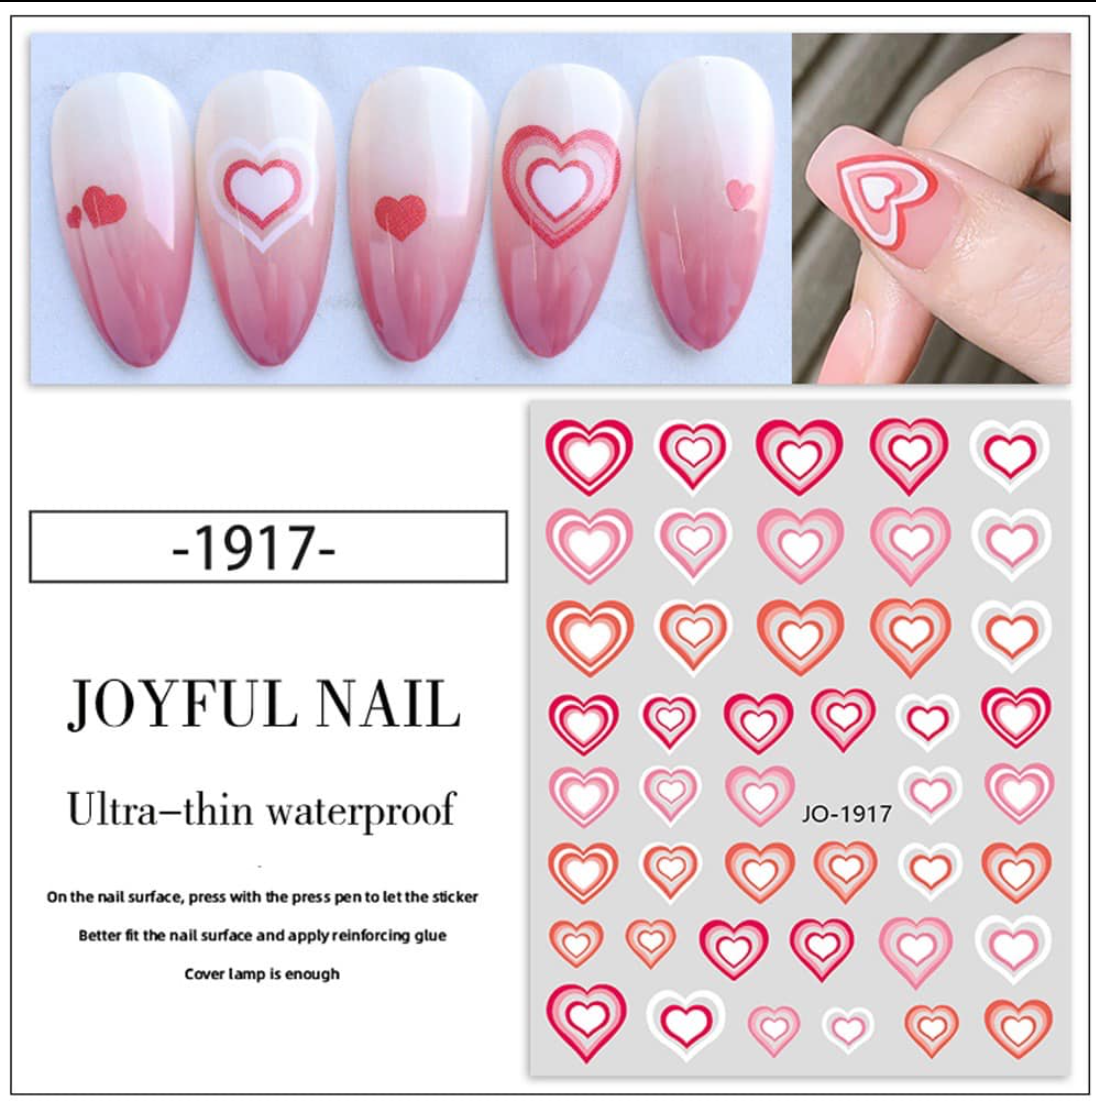 -1917-
JOYFUL NAIL
Ultra-thin waterproof
On the nail surface, press with the press pen to let the sticker
Better fit the nail surface and apply reinforcing glue
Cover lamp is enough
JO-1917